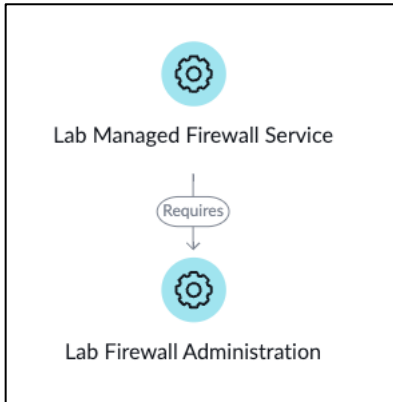 Lab Managed Firewall Service
Requires
Lab Firewall Administration